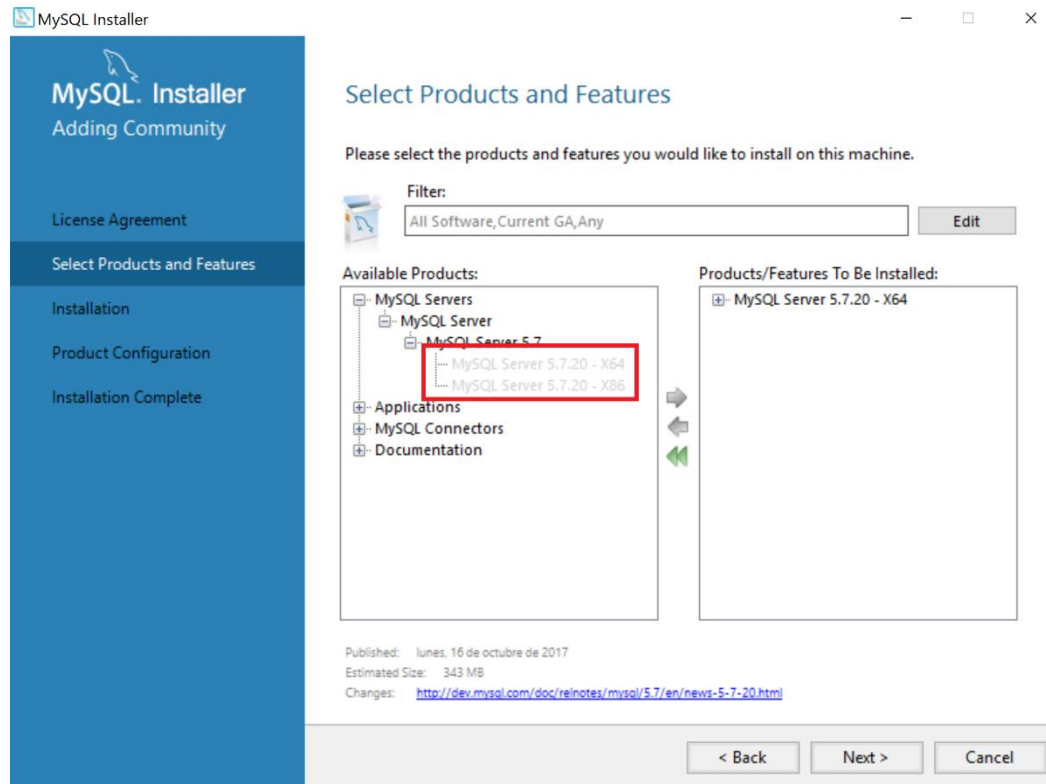 MySQL Installer
MySQL. Installer
Adding Community
License Agreement
Select Products and Features
Installation
Product Configuration
Installation Complete
Select Products and Features
Please select the products and features you would like to install on this machine.
Filter:
All Software,Current GA,Any
Edit
Available Products:
MySQL Servers
MySQL Server
MySQL Server 5.7
MySQL Server 5.7.20 - X64
MySQL Server 5.7.20 - X86
Applications
MySQL Connectors
Documentation
Products/Features To Be Installed:
MySQL Server 5.7.20 - X64
Published: lunes, 16 de octubre de 2017
Estimated Size: 343 MB
Changes: http://dev.mysql.com/doc/relnotes/mysql/5.7/en/news-5-7-20.html
< Back
Next >
Cancel